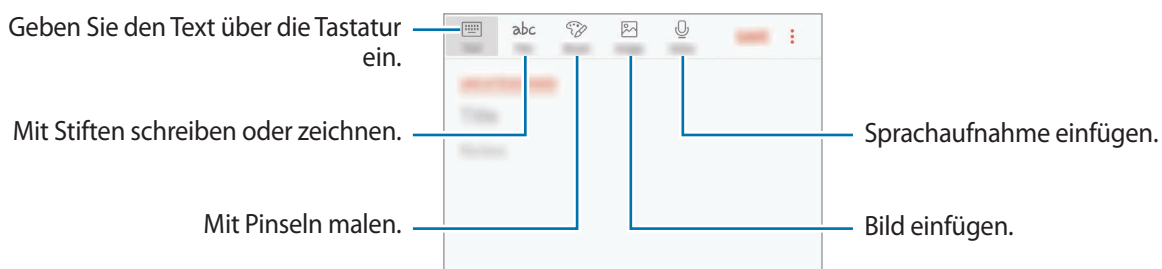 Geben Sie den Text über die Tastatur
ein.
abc
Mit Stiften schreiben oder zeichnen.
Sprachaufnahme einfügen.
Mit Pinseln malen.
Bild einfügen.